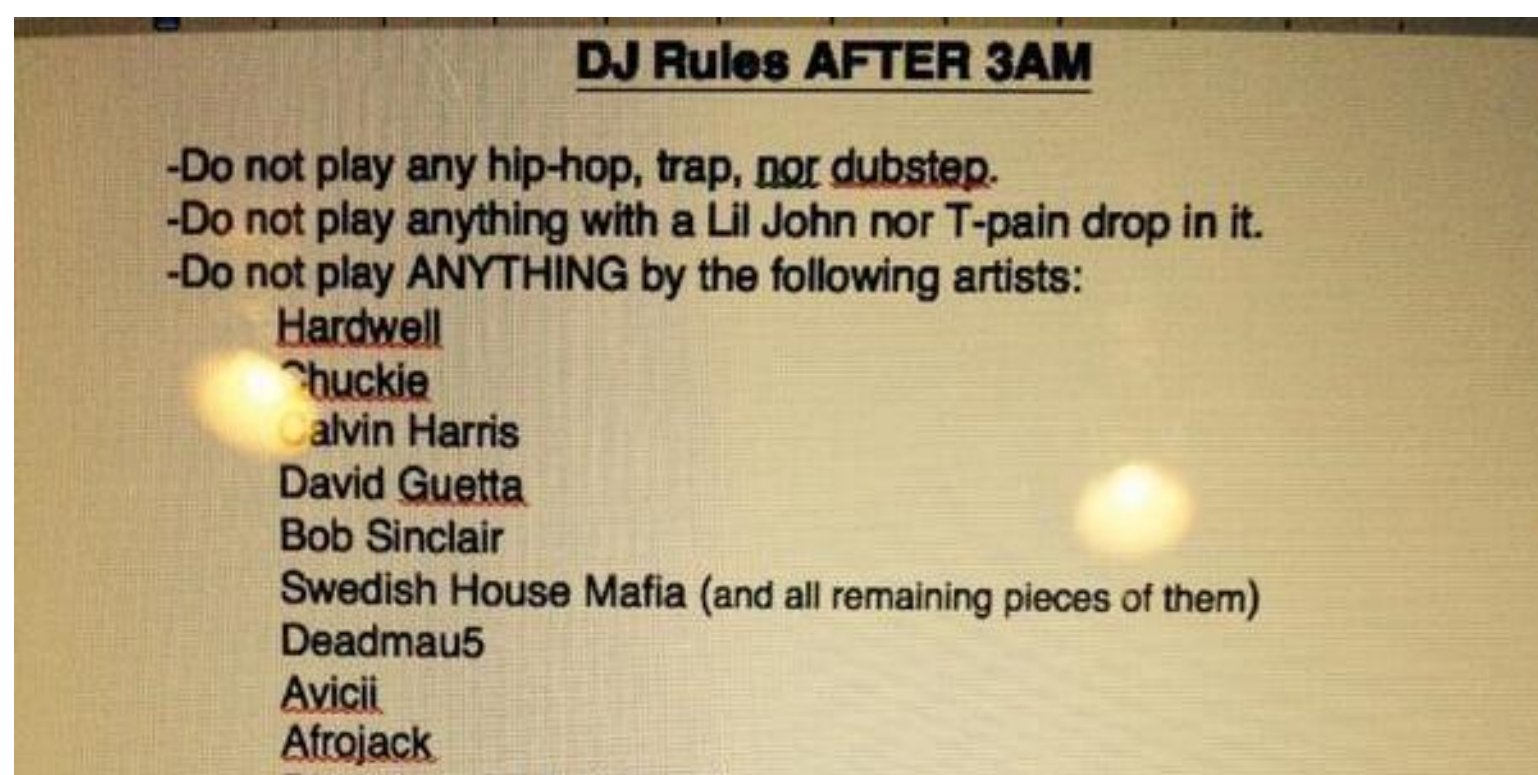 DJ Rules AFTER 3AM
-Do not play any hip-hop, trap, nor dubstep.
-Do not play anything with a Lil John nor T-pain drop in it.
-Do not play ANYTHING by the following artists:
Hardwell
Chuckie
Calvin Harris
David Guetta
Bob Sinclair
Swedish House Mafia (and all remaining pieces of them)
Deadmau5
Avicii
Afrojack